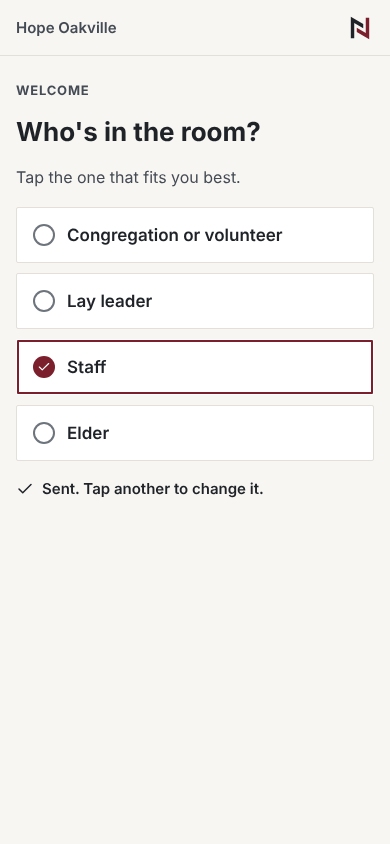 Hope Oakville
WELCOME
Who's in the room?
Tap the one that fits you best.
Congregation or volunteer
Lay leader
Staff
Elder
Sent. Tap another to change it.